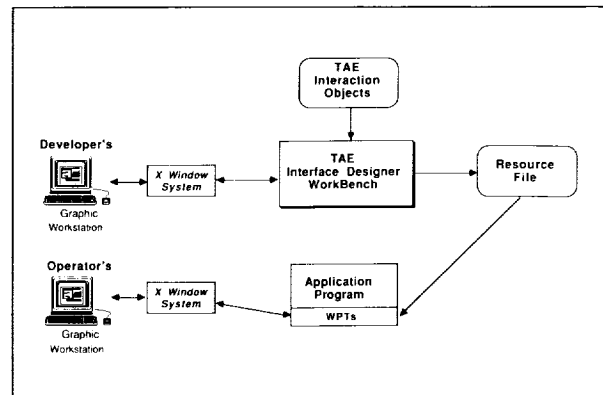 TAE
Interaction
Objects
Developer's
X Window
System
TAE
Interface Designer
WorkBench
Resource
File
Graphic
Workstation
Operator's
X Window
System
Application
Program
WPTs
Graphic
Workstation